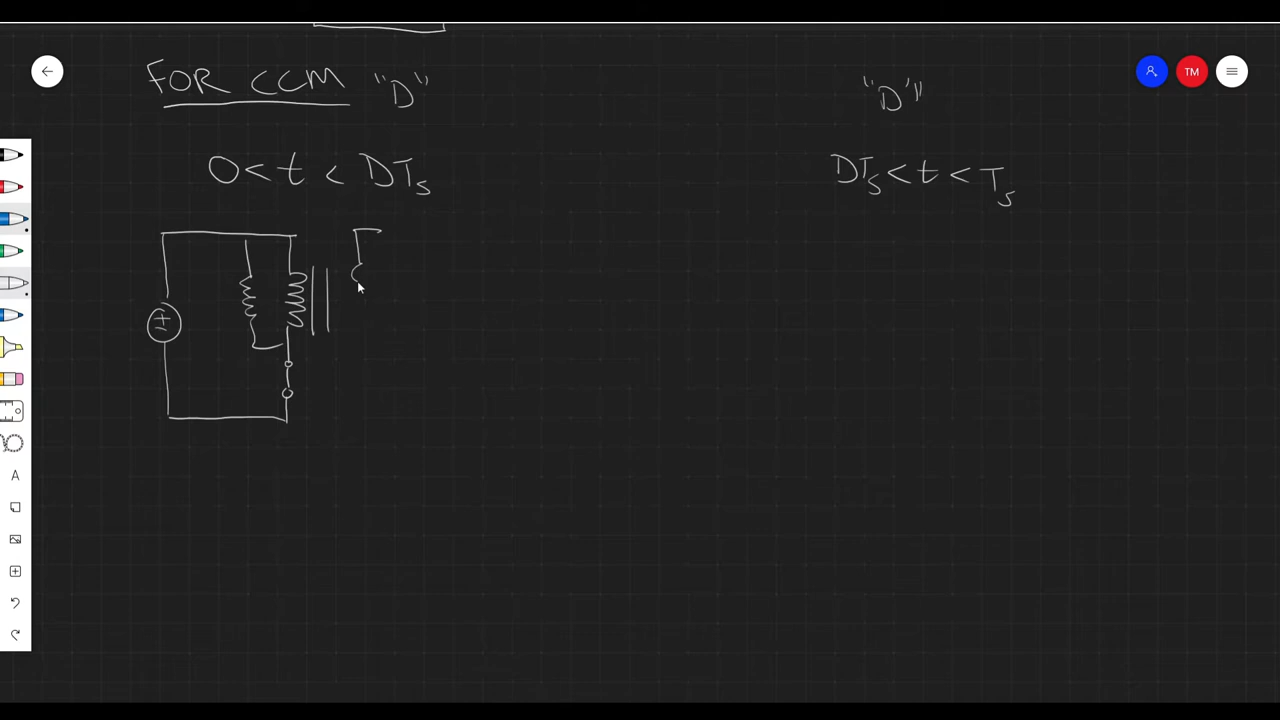 FOR CCM "D"
"D'"
0 < t < DTs
DTs < t < Ts
+
−
TM
A